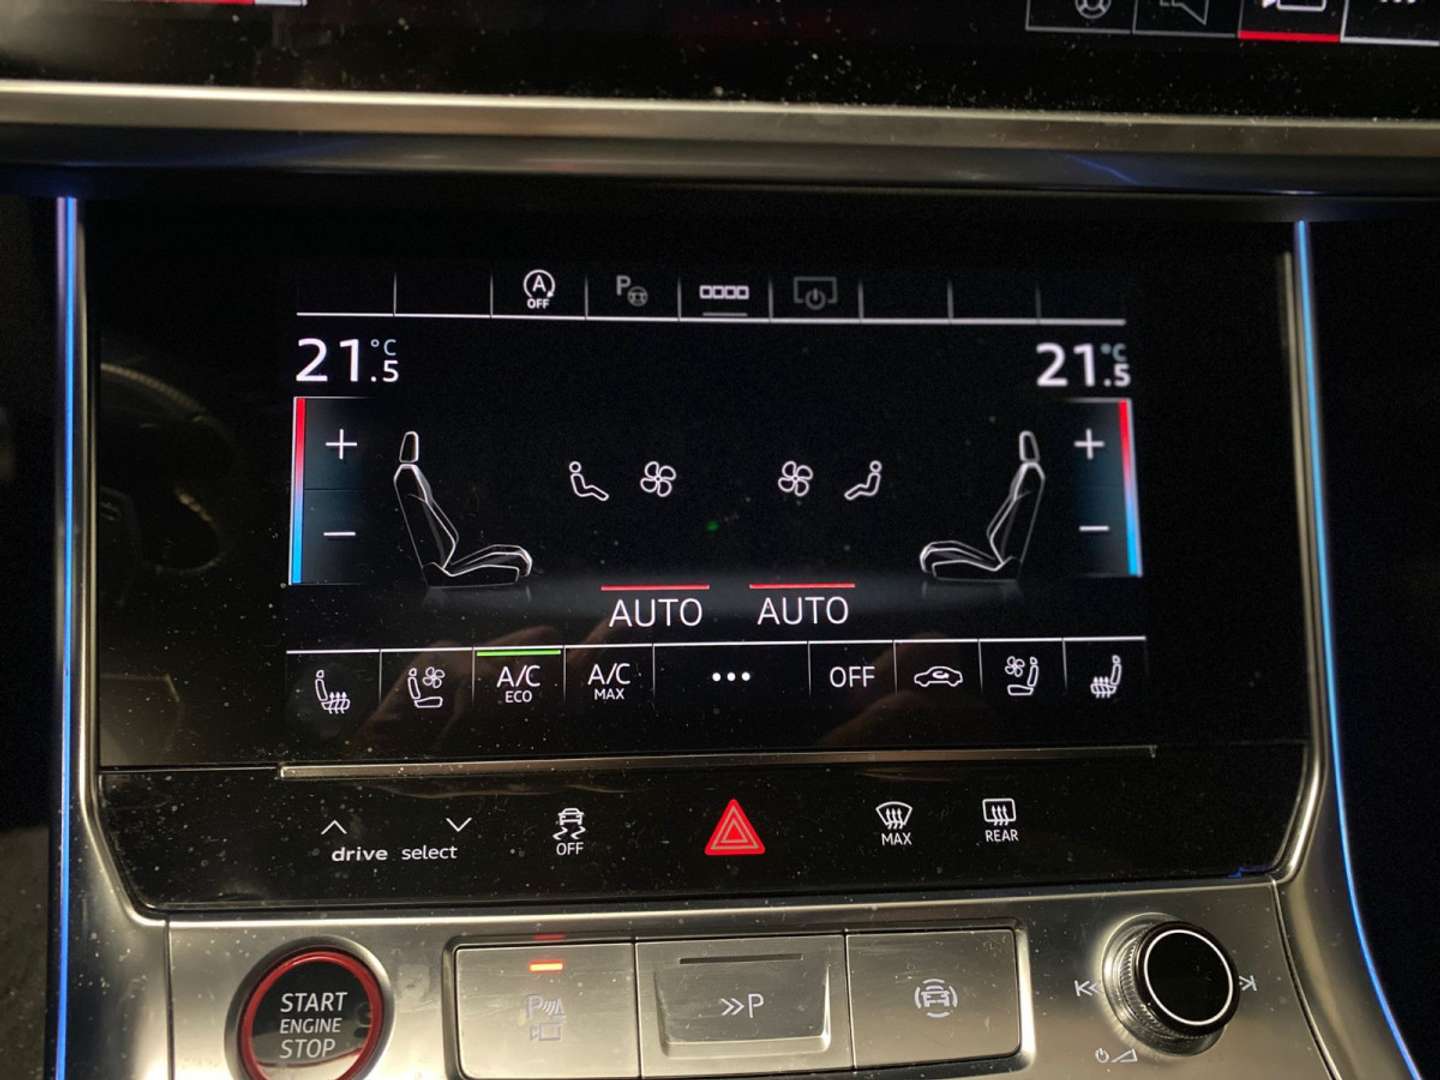 A
OFF
P
21.5 °C
21.5 °C
+
+
−
−
AUTO AUTO
A/C
ECO
A/C
MAX
•••
OFF
drive select
OFF
MAX
REAR
START
ENGINE
STOP
P
>>P